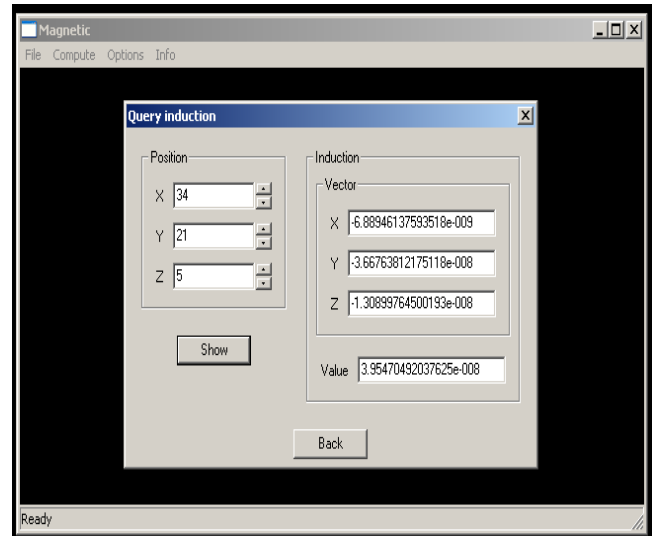 Magnetic
File Compute Options Info
Query induction
Position
X 34
Y 21
Z 5
Show
Induction
Vector
X -6.88946137593518e-009
Y -3.66763812175118e-008
Z -1.30899764500193e-008
Value 3.95470492037625e-008
Back
Ready